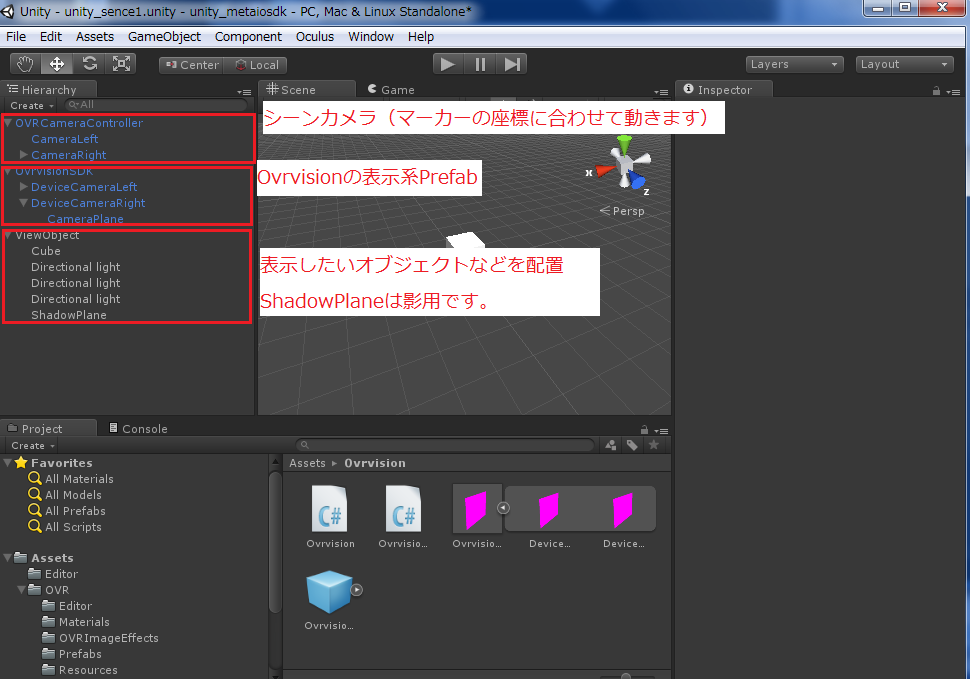 Unity - unity_sence1.unity - unity_metaiosdk - PC, Mac & Linux Standalone*
File Edit Assets GameObject Component Oculus Window Help
Center Local Layers Layout
Hierarchy
Create All
OVRCameraController
CameraLeft
CameraRight
OvrvisionSDK
DeviceCameraLeft
DeviceCameraRight
CameraPlane
ViewObject
Cube
Directional light
Directional light
Directional light
ShadowPlane
Scene Game
シーンカメラ（マーカーの座標に合わせて動きます）
x
z
Persp
Ovrvisionの表示系Prefab
表示したいオブジェクトなどを配置
ShadowPlaneは影用です。
Inspector
Project Console
Create
Favorites
All Materials
All Models
All Prefabs
All Scripts
Assets
Editor
OVR
Editor
Materials
OVRImageEffects
Prefabs
Resources
Assets Ovrvision
C# C#
Ovrvision Ovrvisio... Ovrvisio... Device... Device...
Ovrvisio...